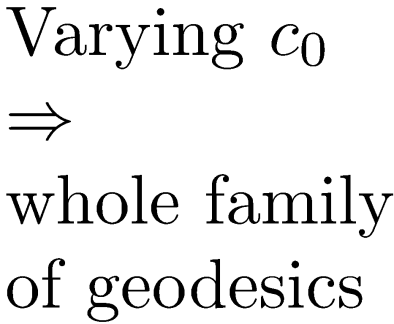 Varying c₀
⇒
whole family
of geodesics